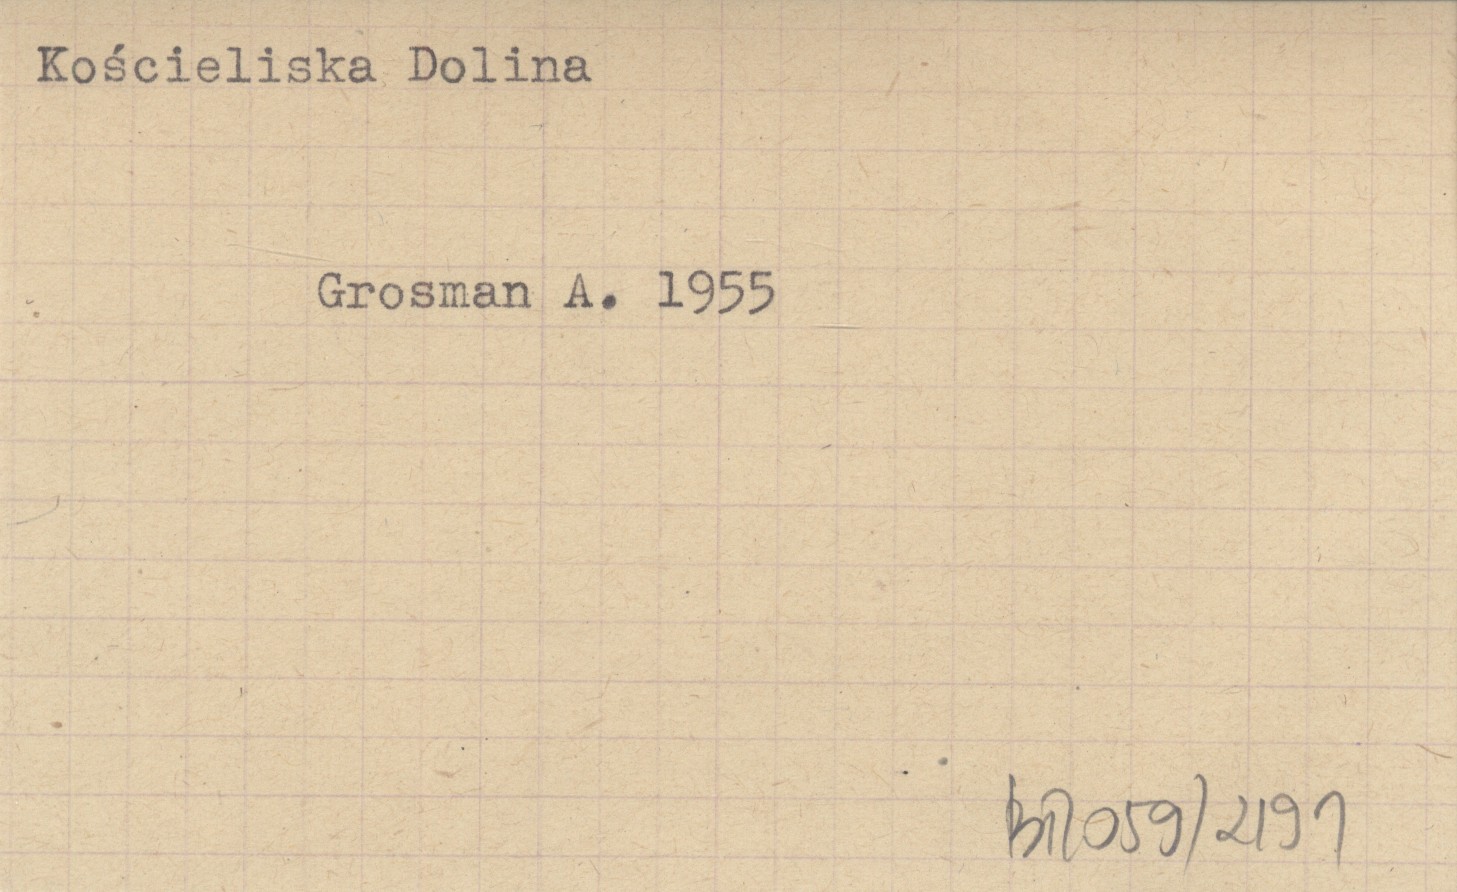 Kościeliska Dolina
Grosman A. 1955